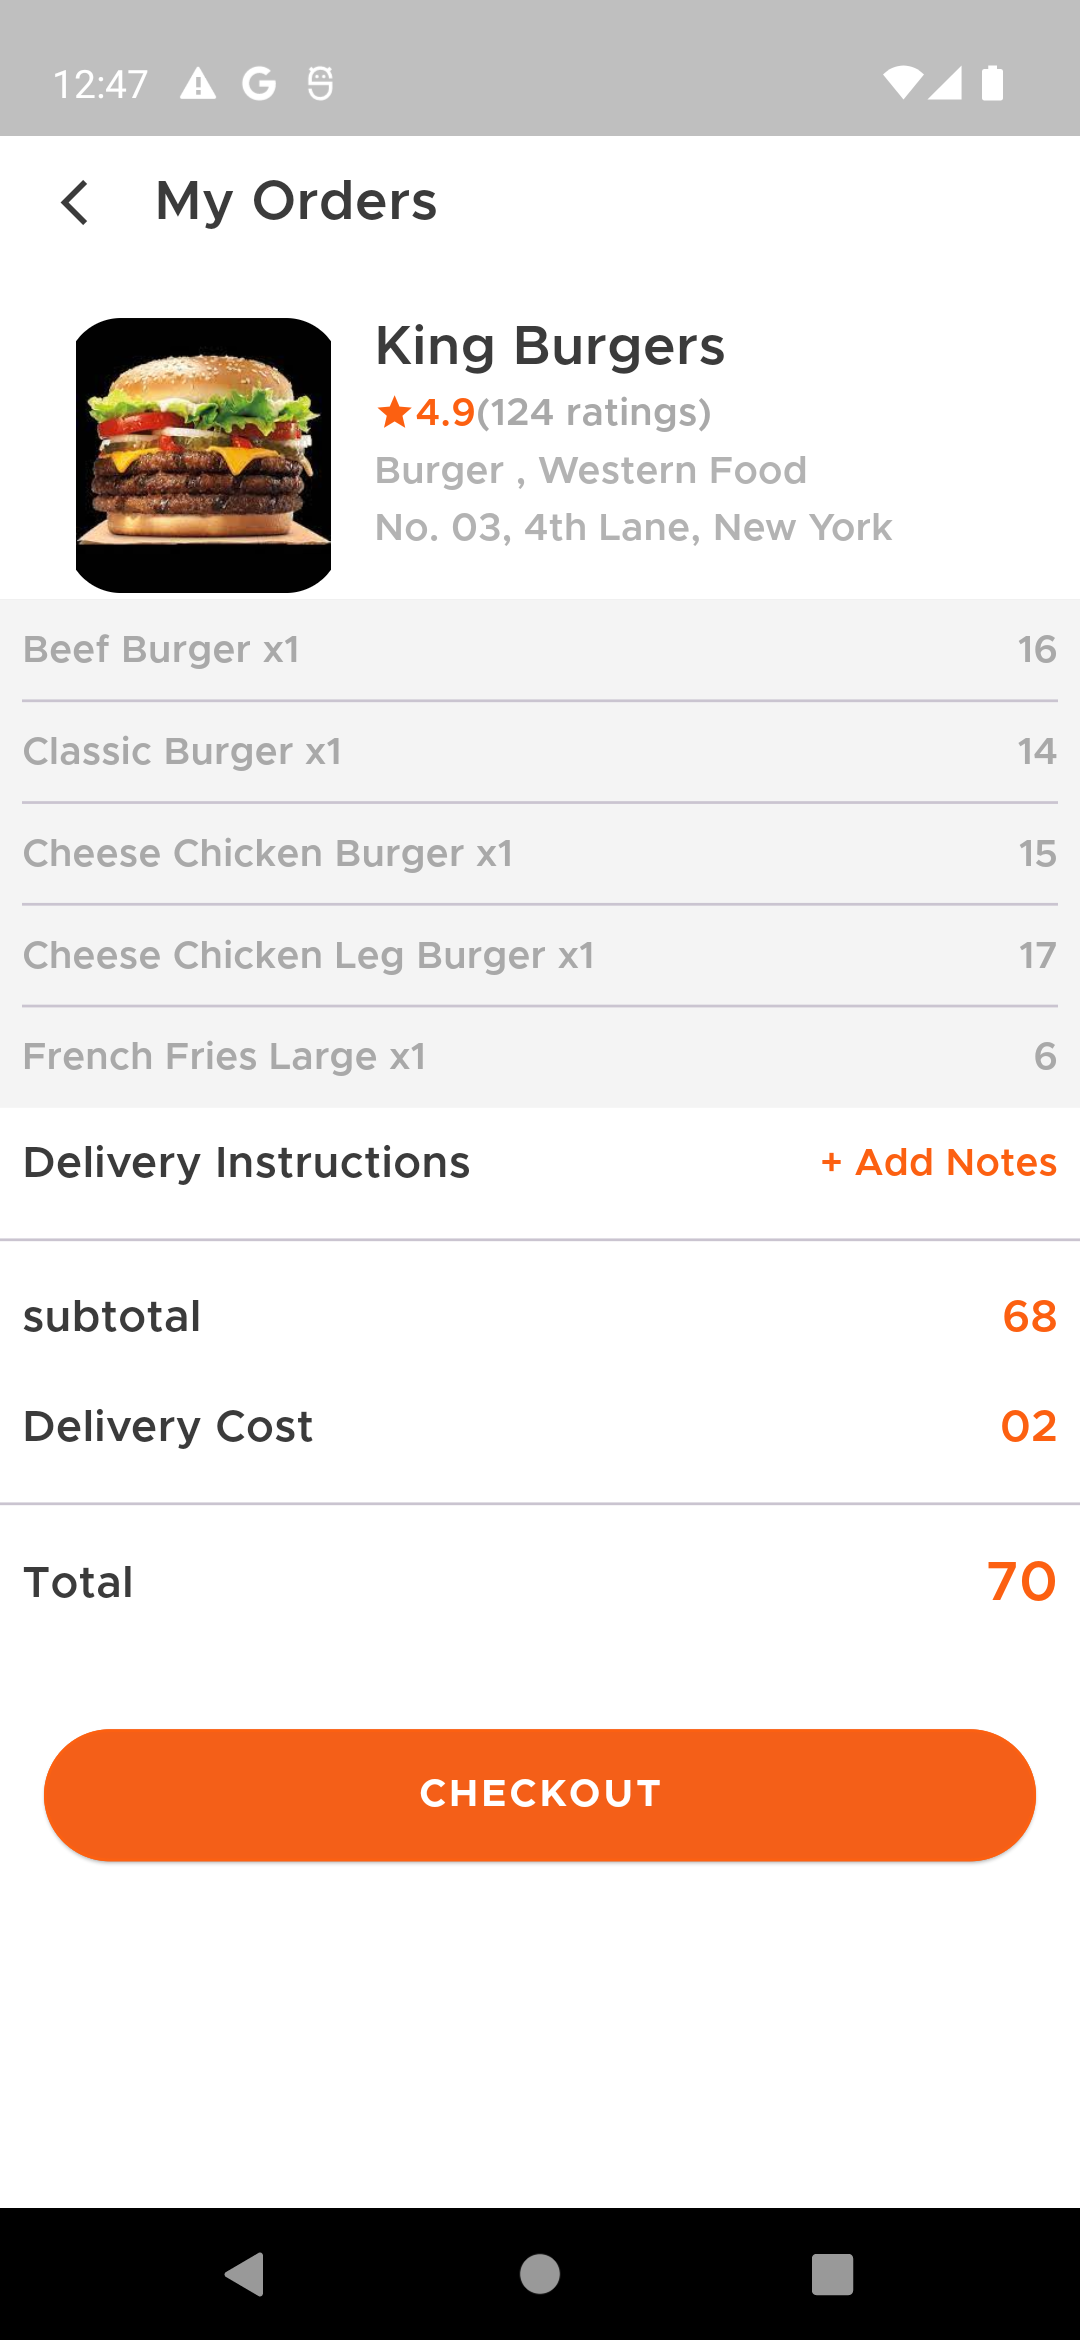 12:47
My Orders
King Burgers
4.9(124 ratings)
Burger , Western Food
No. 03, 4th Lane, New York
Beef Burger x1 16
Classic Burger x1 14
Cheese Chicken Burger x1 15
Cheese Chicken Leg Burger x1 17
French Fries Large x1 6
Delivery Instructions + Add Notes
subtotal 68
Delivery Cost 02
Total 70
CHECKOUT